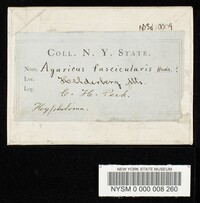 COLL. N. Y. STATE.
Name, Agaricus fascicularis Huds.
Loc. Helderberg Mts.
Leg. C. H. Peck.
Hypholoma.
NEW YORK STATE MUSEUM
NYSM 0 000 008 260